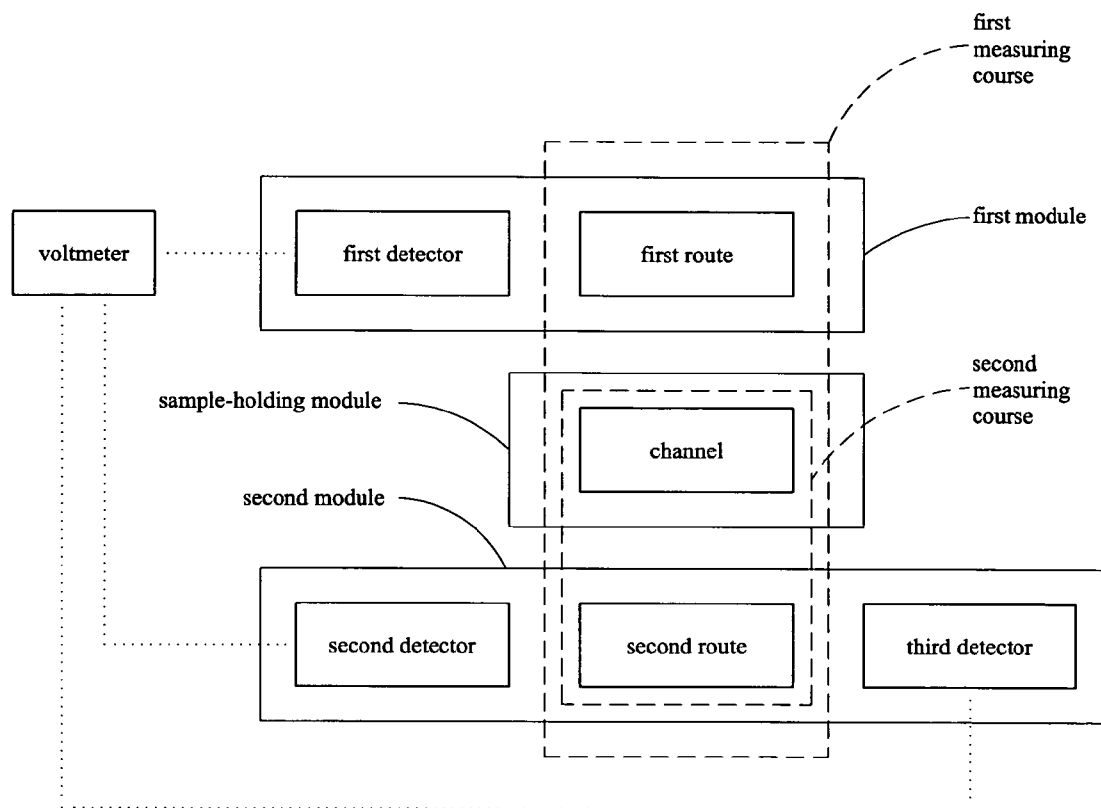 first
measuring
course
voltmeter
first detector
first route
first module
sample-holding module
second
measuring
course
channel
second module
second detector
second route
third detector